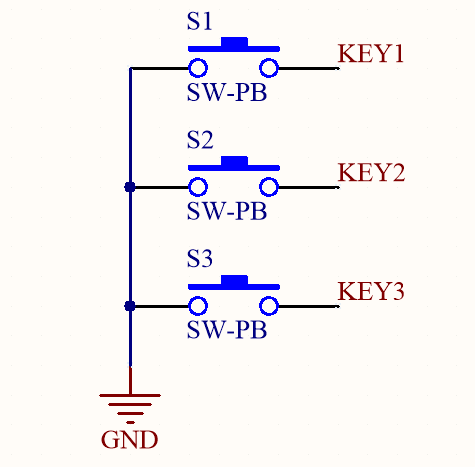 S1
KEY1
SW-PB
S2
KEY2
SW-PB
S3
KEY3
SW-PB
GND